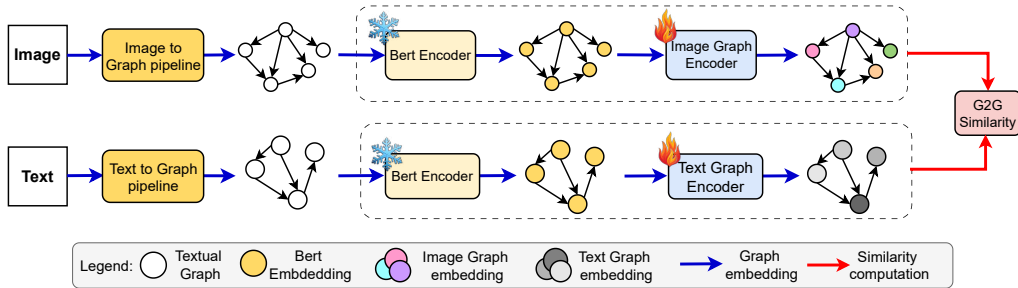 Image
Image to
Graph pipeline
Bert Encoder
Image Graph
Encoder
G2G
Similarity
Text
Text to Graph
pipeline
Bert Encoder
Text Graph
Encoder
Legend:
Textual
Graph
Bert
Embdedding
Image Graph
embedding
Text Graph
embedding
Graph
embedding
Similarity
computation